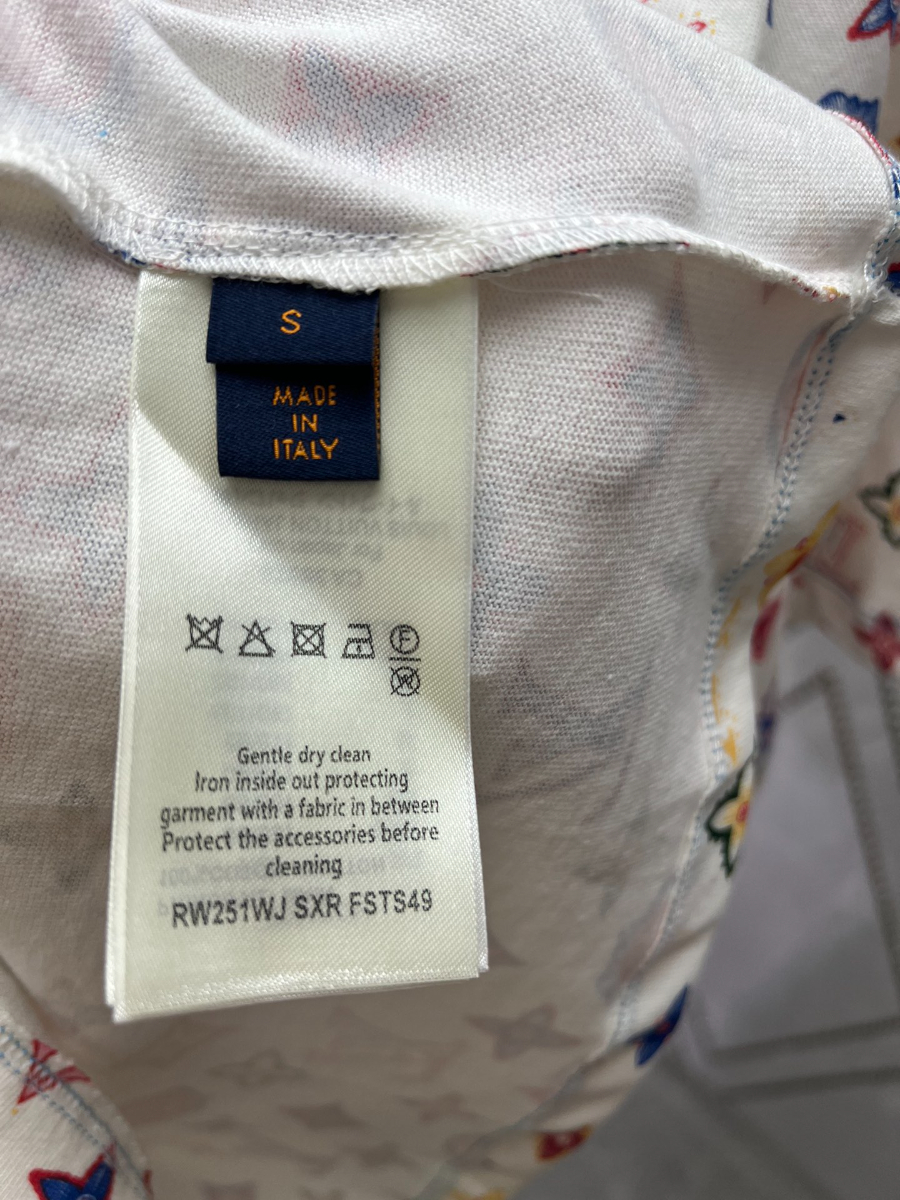 S
MADE
IN
ITALY
F
W
Gentle dry clean
Iron inside out protecting
garment with a fabric in between
Protect the accessories before
cleaning
RW251WJ SXR FSTS49